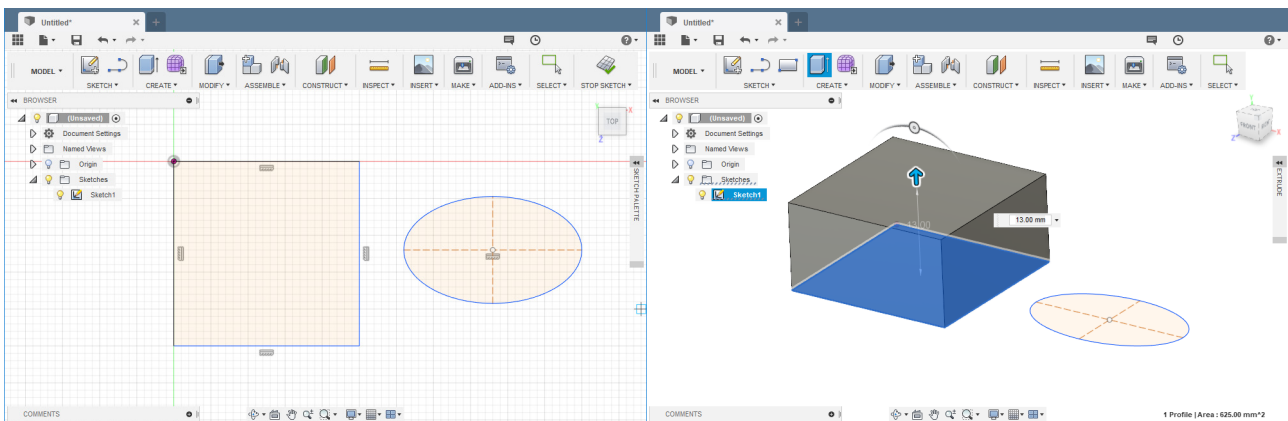 Untitled*
MODEL
SKETCH
CREATE
MODIFY
ASSEMBLE
CONSTRUCT
INSPECT
INSERT
MAKE
ADD-INS
SELECT
STOP SKETCH
BROWSER
(Unsaved)
Document Settings
Named Views
Origin
Sketches
Sketch1
TOP
X
Z
SKETCH PALETTE
COMMENTS
Untitled*
MODEL
SKETCH
CREATE
MODIFY
ASSEMBLE
CONSTRUCT
INSPECT
INSERT
MAKE
ADD-INS
SELECT
BROWSER
(Unsaved)
Document Settings
Named Views
Origin
Sketches
Sketch1
FRONT
X
Z
13.00
13.00 mm
EXTRUDE
COMMENTS
1 Profile | Area : 625.00 mm^2